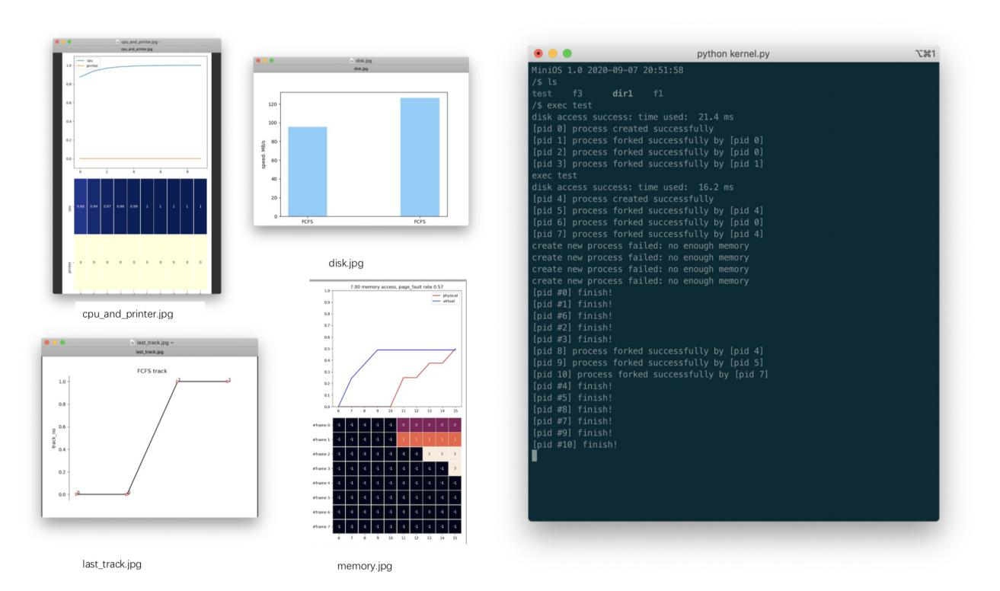 cpu_and_printer.jpg
cpu_and_printer.jpg
cpu
printer
1.0
0.8
0.6
0.4
0.2
0.0
0 2 4 6 8
cpu
0.88 0.94 0.97 0.98 0.99 1 1 1 1 1
printer
0 0 0 0 0 0 0 0 0 0
cpu_and_printer.jpg
disk.jpg
disk.jpg
speed: MB/s
120
100
80
60
40
20
0
FCFS FCFS
disk.jpg
last_track.jpg
last_track.jpg
FCFS track
track_no
1.0
0.8
0.6
0.4
0.2
0.0
0 0 1 1
last_track.jpg
7.00 memory access, page_fault rate 0.57
physical
virtual
1.0
0.9
0.8
0.7
0.6
0.5
0.4
0.3
0.2
0.1
0.0
6 7 8 9 10 11 12 13 14 15
#frame 0 -1 -1 -1 -1 -1 0 0 0 0 0
#frame 1 -1 -1 -1 -1 -1 1 1 1 1 1
#frame 2 -1 -1 -1 -1 -1 -1 -1 2 2 2
#frame 3 -1 -1 -1 -1 -1 -1 -1 -1 -1 3
#frame 4 -1 -1 -1 -1 -1 -1 -1 -1 -1 -1
#frame 5 -1 -1 -1 -1 -1 -1 -1 -1 -1 -1
#frame 6 -1 -1 -1 -1 -1 -1 -1 -1 -1 -1
#frame 7 -1 -1 -1 -1 -1 -1 -1 -1 -1 -1
6 7 8 9 10 11 12 13 14 15
memory.jpg
python kernel.py ⌥⌘1
MiniOS 1.0 2020-09-07 20:51:58
/$ ls
test f3 dir1 f1
/$ exec test
disk access success: time used: 21.4 ms
[pid 0] process created successfully
[pid 1] process forked successfully by [pid 0]
[pid 2] process forked successfully by [pid 0]
[pid 3] process forked successfully by [pid 1]
exec test
disk access success: time used: 16.2 ms
[pid 4] process created successfully
[pid 5] process forked successfully by [pid 4]
[pid 6] process forked successfully by [pid 0]
[pid 7] process forked successfully by [pid 4]
create new process failed: no enough memory
create new process failed: no enough memory
create new process failed: no enough memory
create new process failed: no enough memory
[pid #0] finish!
[pid #1] finish!
[pid #6] finish!
[pid #2] finish!
[pid #3] finish!
[pid 8] process forked successfully by [pid 4]
[pid 9] process forked successfully by [pid 5]
[pid 10] process forked successfully by [pid 7]
[pid #4] finish!
[pid #5] finish!
[pid #8] finish!
[pid #7] finish!
[pid #9] finish!
[pid #10] finish!